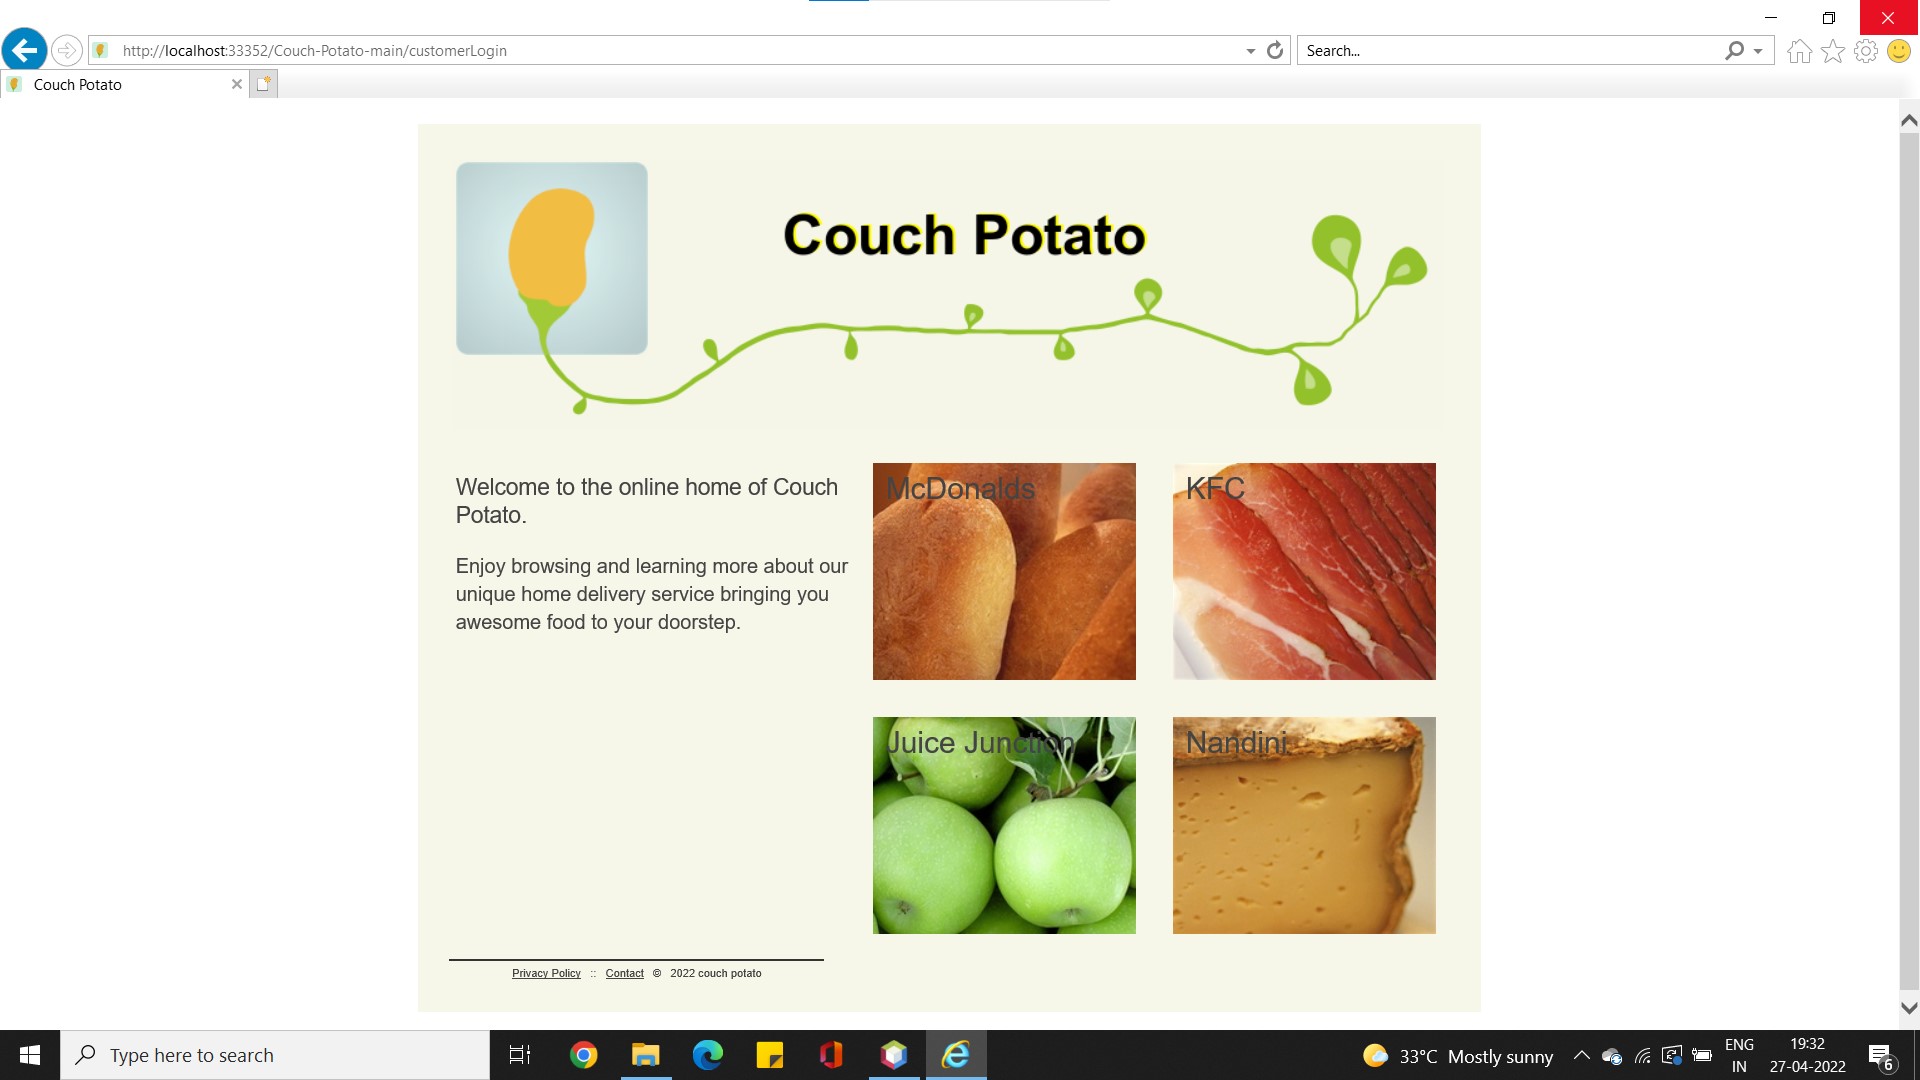 http://localhost:33352/Couch-Potato-main/customerLogin
Search...
Couch Potato
Couch Potato
Welcome to the online home of Couch
Potato.
Enjoy browsing and learning more about our
unique home delivery service bringing you
awesome food to your doorstep.
McDonalds
KFC
Juice Junction
Nandini
Privacy Policy :: Contact © 2022 couch potato
Type here to search
33°C Mostly sunny
ENG
IN
19:32
27-04-2022
6